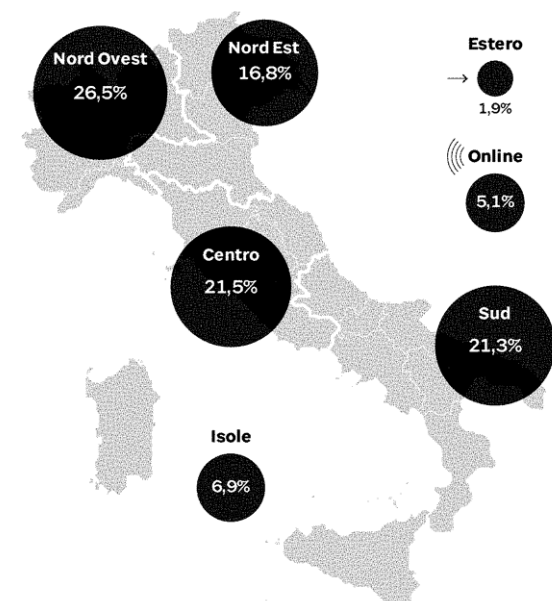 Nord Ovest
26,5%
Nord Est
16,8%
Estero
1,9%
Online
5,1%
Centro
21,5%
Sud
21,3%
Isole
6,9%